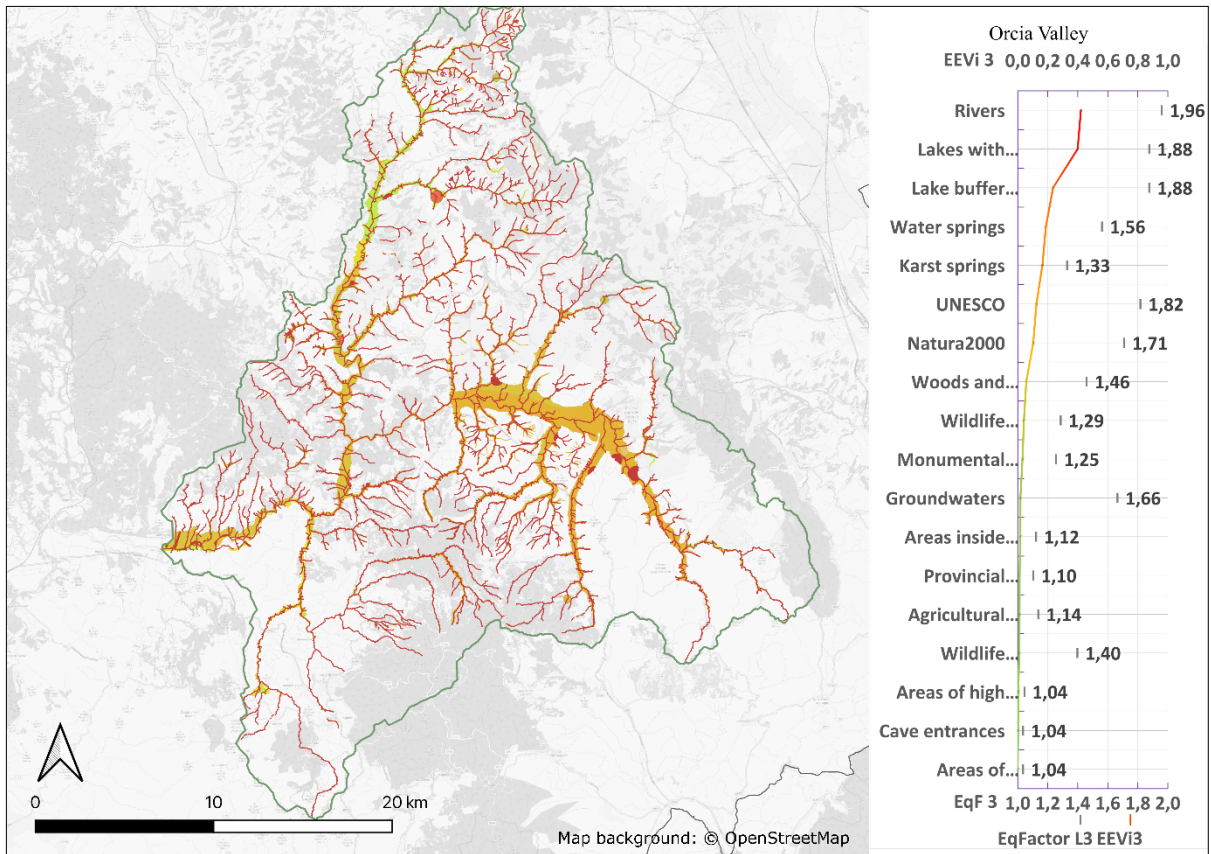 Orcia Valley
EEVi 3 0,0 0,2 0,4 0,6 0,8 1,0
Rivers 1,96
Lakes with... 1,88
Lake buffer ... 1,88
Water springs 1,56
Karst springs 1,33
UNESCO 1,82
Natura2000 1,71
Woods and... 1,46
Wildlife... 1,29
Monumental... 1,25
Groundwaters 1,66
Areas inside... 1,12
Provincial... 1,10
Agricultural... 1,14
Wildlife... 1,40
Areas of high... 1,04
Cave entrances 1,04
Areas of... 1,04
EqF 3 1,0 1,2 1,4 1,6 1,8 2,0
EqFactor L3 EEVi3
0 10 20 km
Map background: © OpenStreetMap